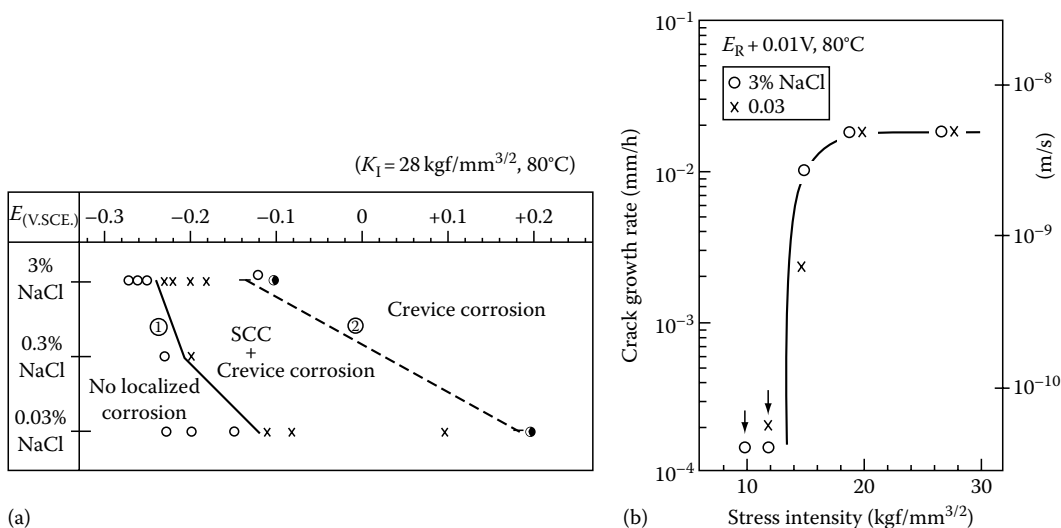 (K_I = 28 kgf/mm^3/2, 80°C)
E(V.SCE.) −0.3 −0.2 −0.1 0 +0.1 +0.2
3% NaCl
0.3% NaCl
0.03% NaCl
① ②
Crevice corrosion
SCC
+
Crevice corrosion
No localized
corrosion
(a)
E_R + 0.01V, 80°C
○ 3% NaCl
× 0.03
Crack growth rate (mm/h)
10^−1
10^−2
10^−3
10^−4
10^−8
10^−9
10^−10
(m/s)
10 20 30
(b) Stress intensity (kgf/mm^3/2)